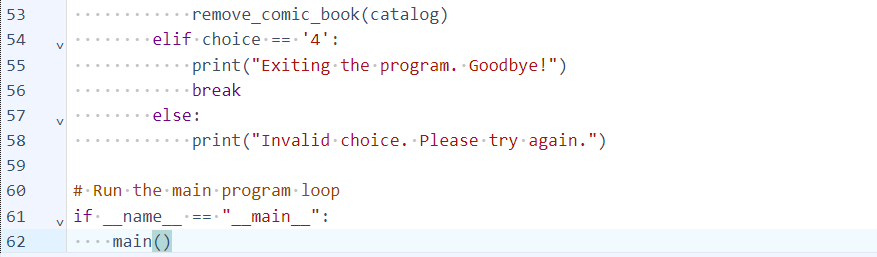 53            remove_comic_book(catalog)
54        elif choice == '4':
55            print("Exiting the program. Goodbye!")
56            break
57        else:
58            print("Invalid choice. Please try again.")
59
60 # Run the main program loop
61 if __name__ == "__main__":
62    main()